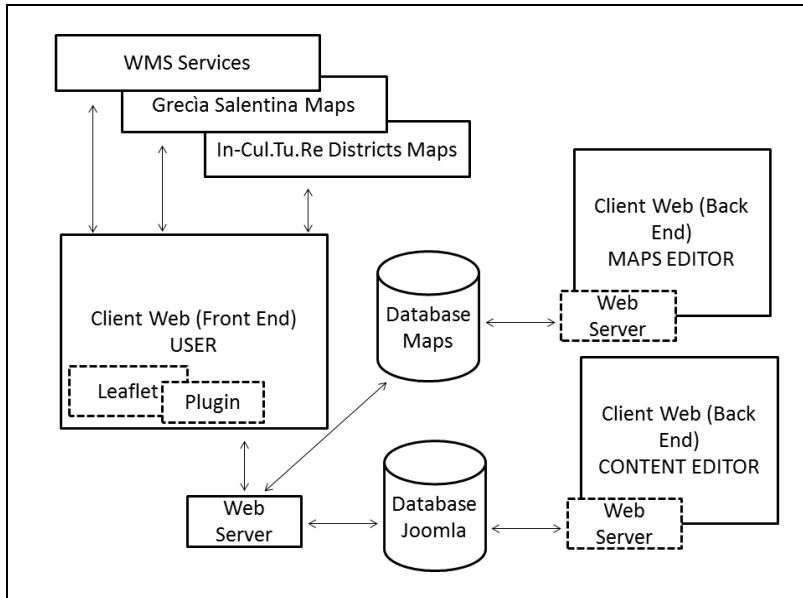 WMS Services
Grecìa Salentina Maps
In-Cul.Tu.Re Districts Maps
Client Web (Front End)
USER
Leaflet
Plugin
Web
Server
Database
Maps
Database
Joomla
Client Web (Back
End)
MAPS EDITOR
Web
Server
Client Web (Back
End)
CONTENT EDITOR
Web
Server